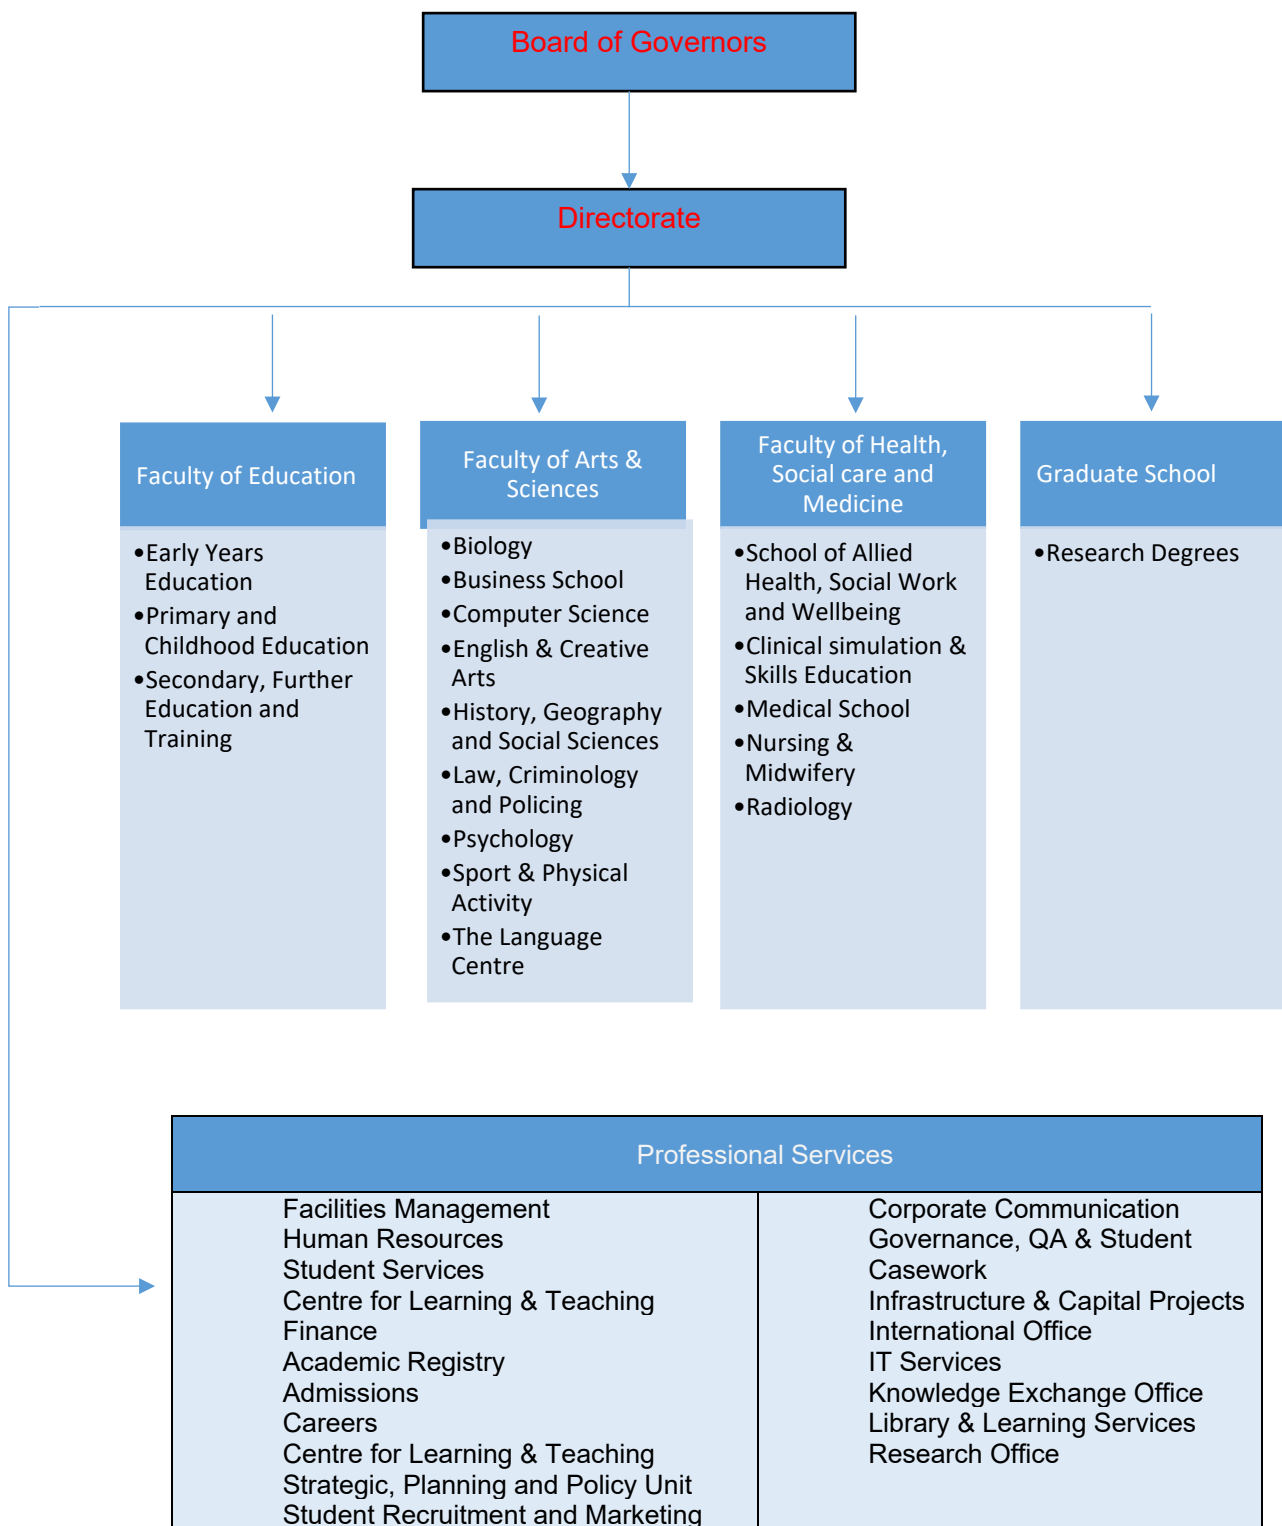 Board of Governors
Directorate
Faculty of Education
•Early Years
Education
•Primary and
Childhood Education
•Secondary, Further
Education and
Training
Faculty of Arts &
Sciences
•Biology
•Business School
•Computer Science
•English & Creative
Arts
•History, Geography
and Social Sciences
•Law, Criminology
and Policing
•Psychology
•Sport & Physical
Activity
•The Language
Centre
Faculty of Health,
Social care and
Medicine
•School of Allied
Health, Social Work
and Wellbeing
•Clinical simulation &
Skills Education
•Medical School
•Nursing &
Midwifery
•Radiology
Graduate School
•Research Degrees
Professional Services
Facilities Management
Human Resources
Student Services
Centre for Learning & Teaching
Finance
Academic Registry
Admissions
Careers
Centre for Learning & Teaching
Strategic, Planning and Policy Unit
Student Recruitment and Marketing
Corporate Communication
Governance, QA & Student
Casework
Infrastructure & Capital Projects
International Office
IT Services
Knowledge Exchange Office
Library & Learning Services
Research Office